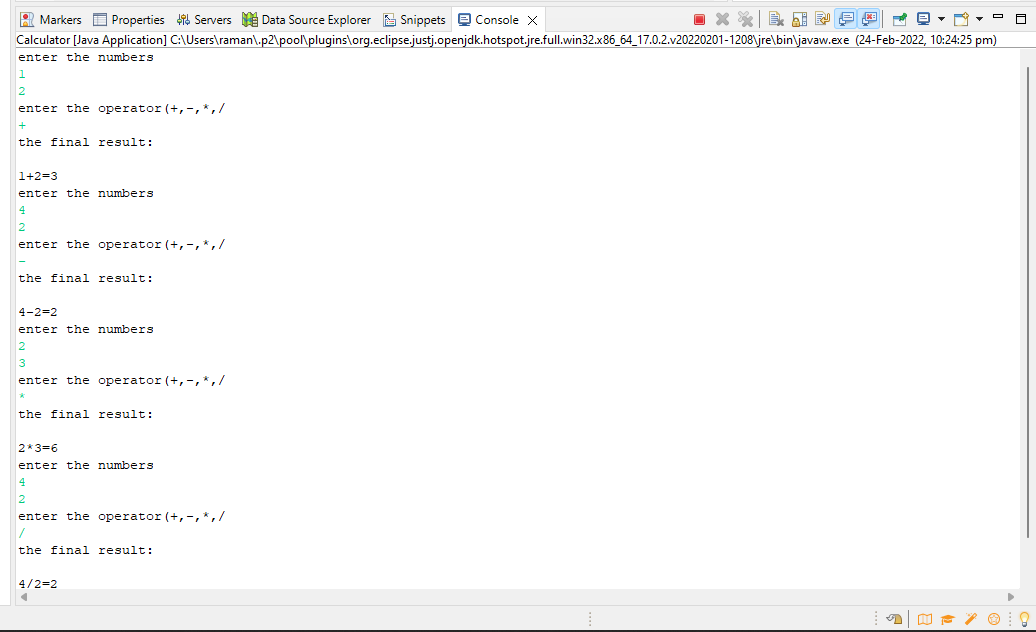 Markers Properties Servers Data Source Explorer Snippets Console
Calculator [Java Application] C:\Users\raman\.p2\pool\plugins\org.eclipse.justj.openjdk.hotspot.jre.full.win32.x86_64_17.0.2.v20220201-1208\jre\bin\javaw.exe (24-Feb-2022, 10:24:25 pm)
enter the numbers
1
2
enter the operator(+,-,*,/
+
the final result:
1+2=3
enter the numbers
4
2
enter the operator(+,-,*,/
-
the final result:
4-2=2
enter the numbers
2
3
enter the operator(+,-,*,/
*
the final result:
2*3=6
enter the numbers
4
2
enter the operator(+,-,*,/
/
the final result:
4/2=2